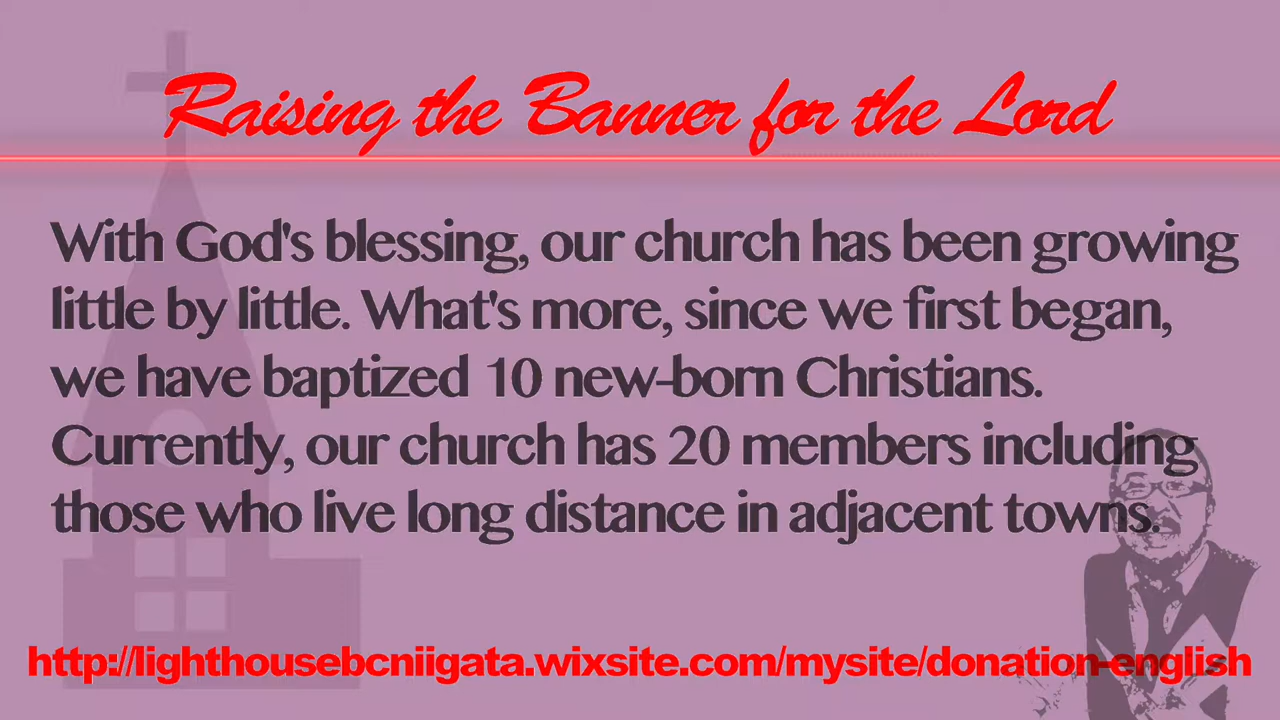 Raising the Banner for the Lord
With God's blessing, our church has been growing
little by little. What's more, since we first began,
we have baptized 10 new-born Christians.
Currently, our church has 20 members including
those who live long distance in adjacent towns.
http://lighthousebcniigata.wixsite.com/mysite/donation-english